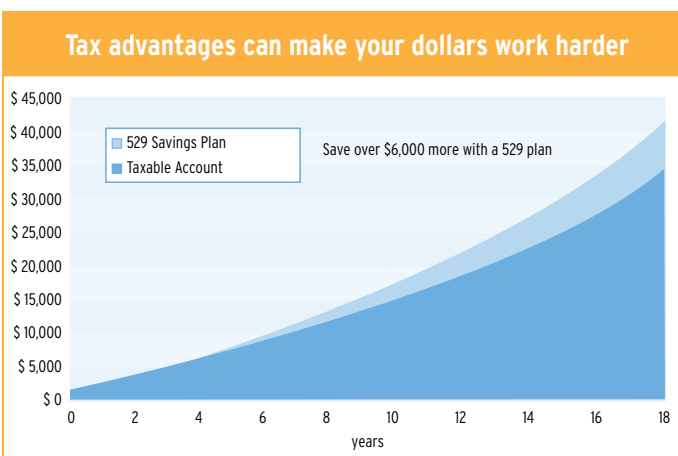 Tax advantages can make your dollars work harder
$ 45,000
$ 40,000
$ 35,000
$ 30,000
$ 25,000
$ 20,000
$ 15,000
$ 10,000
$ 5,000
$ 0
529 Savings Plan
Taxable Account
Save over $6,000 more with a 529 plan
0 2 4 6 8 10 12 14 16 18
years